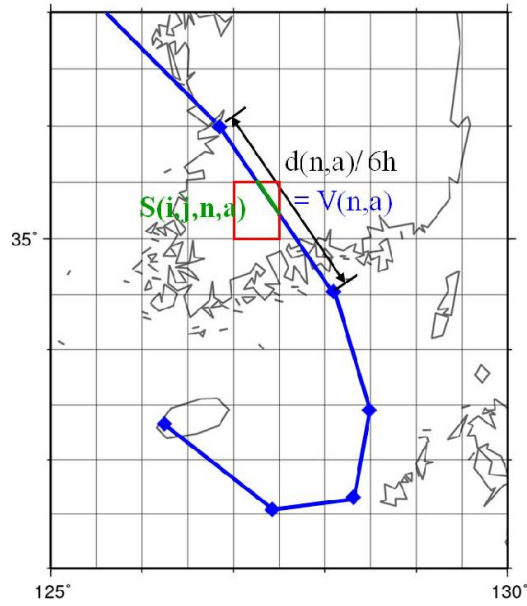 d(n,a)/ 6h
= V(n,a)
S(i,j,n,a)
35°
125°
130°